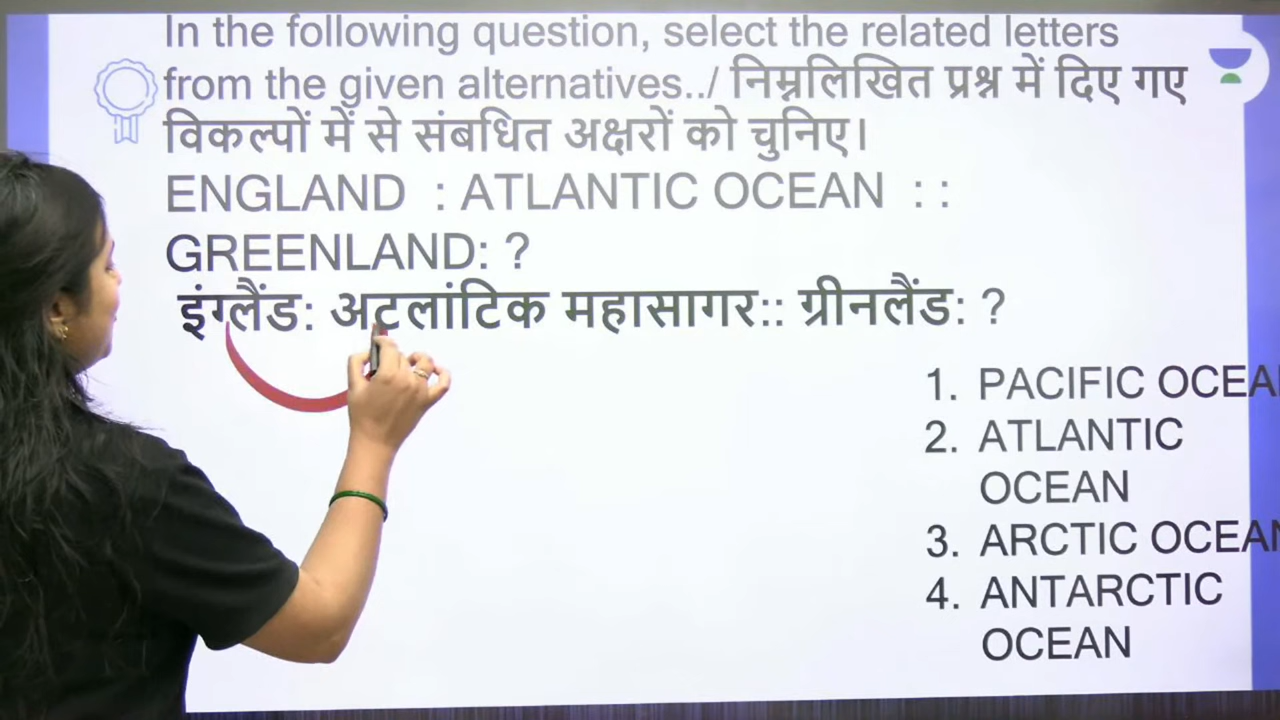 In the following question, select the related letters
from the given alternatives../ निम्नलिखित प्रश्न में दिए गए
विकल्पों में से संबधित अक्षरों को चुनिए।
ENGLAND : ATLANTIC OCEAN : :
GREENLAND: ?
इंग्लैंड: अटलांटिक महासागर:: ग्रीनलैंड: ?
1. PACIFIC OCEA
2. ATLANTIC
OCEAN
3. ARCTIC OCEAN
4. ANTARCTIC
OCEAN